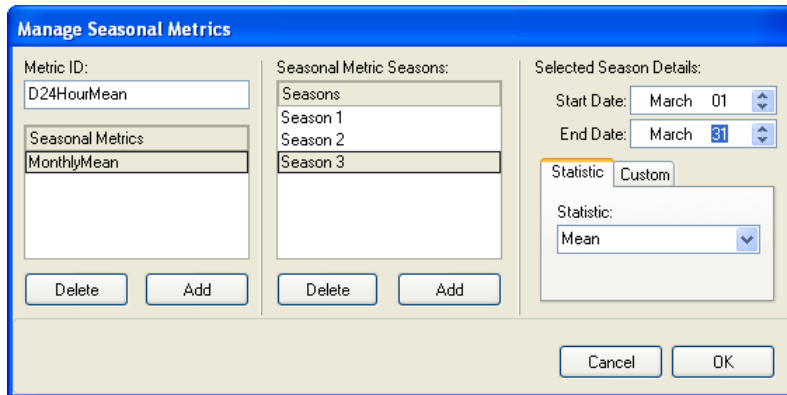 Manage Seasonal Metrics
Metric ID:
D24HourMean
Seasonal Metrics
MonthlyMean
Delete Add
Seasonal Metric Seasons:
Seasons
Season 1
Season 2
Season 3
Delete Add
Selected Season Details:
Start Date: March 01
End Date: March 31
Statistic Custom
Statistic:
Mean
Cancel OK